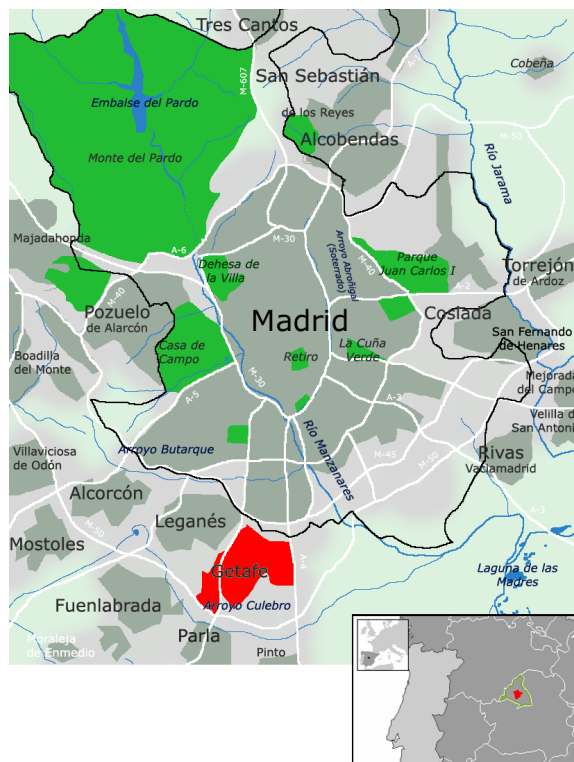 Tres Cantos
M-607
A-1
San Sebastián
de los Reyes
Cobeña
Embalse del Pardo
Alcobendas
M-50
Monte del Pardo
Río Jarama
Majadahonda
A-6
M-30
Arroyo Abroñigal
(Soterrado)
M-40
Dehesa de
la Villa
Parque
Juan Carlos I
Torrejón
de Ardoz
A-2
M-40
Pozuelo
de Alarcón
Madrid
Coslada
San Fernando
de Henares
Casa de
Campo
Retiro
La Cuña
Verde
Boadilla
del Monte
M-30
Mejorada
del Campo
A-5
A-3
Velilla de
San Antonio
Río Manzanares
Villaviciosa
de Odón
Arroyo Butarque
M-45
M-50
Rivas
Vaciamadrid
Alcorcón
Leganés
A-3
Mostoles
M-50
Getafe
A-4
Laguna de las
Madres
Fuenlabrada
Arroyo Culebro
Moraleja
de Enmedio
Parla
Pinto